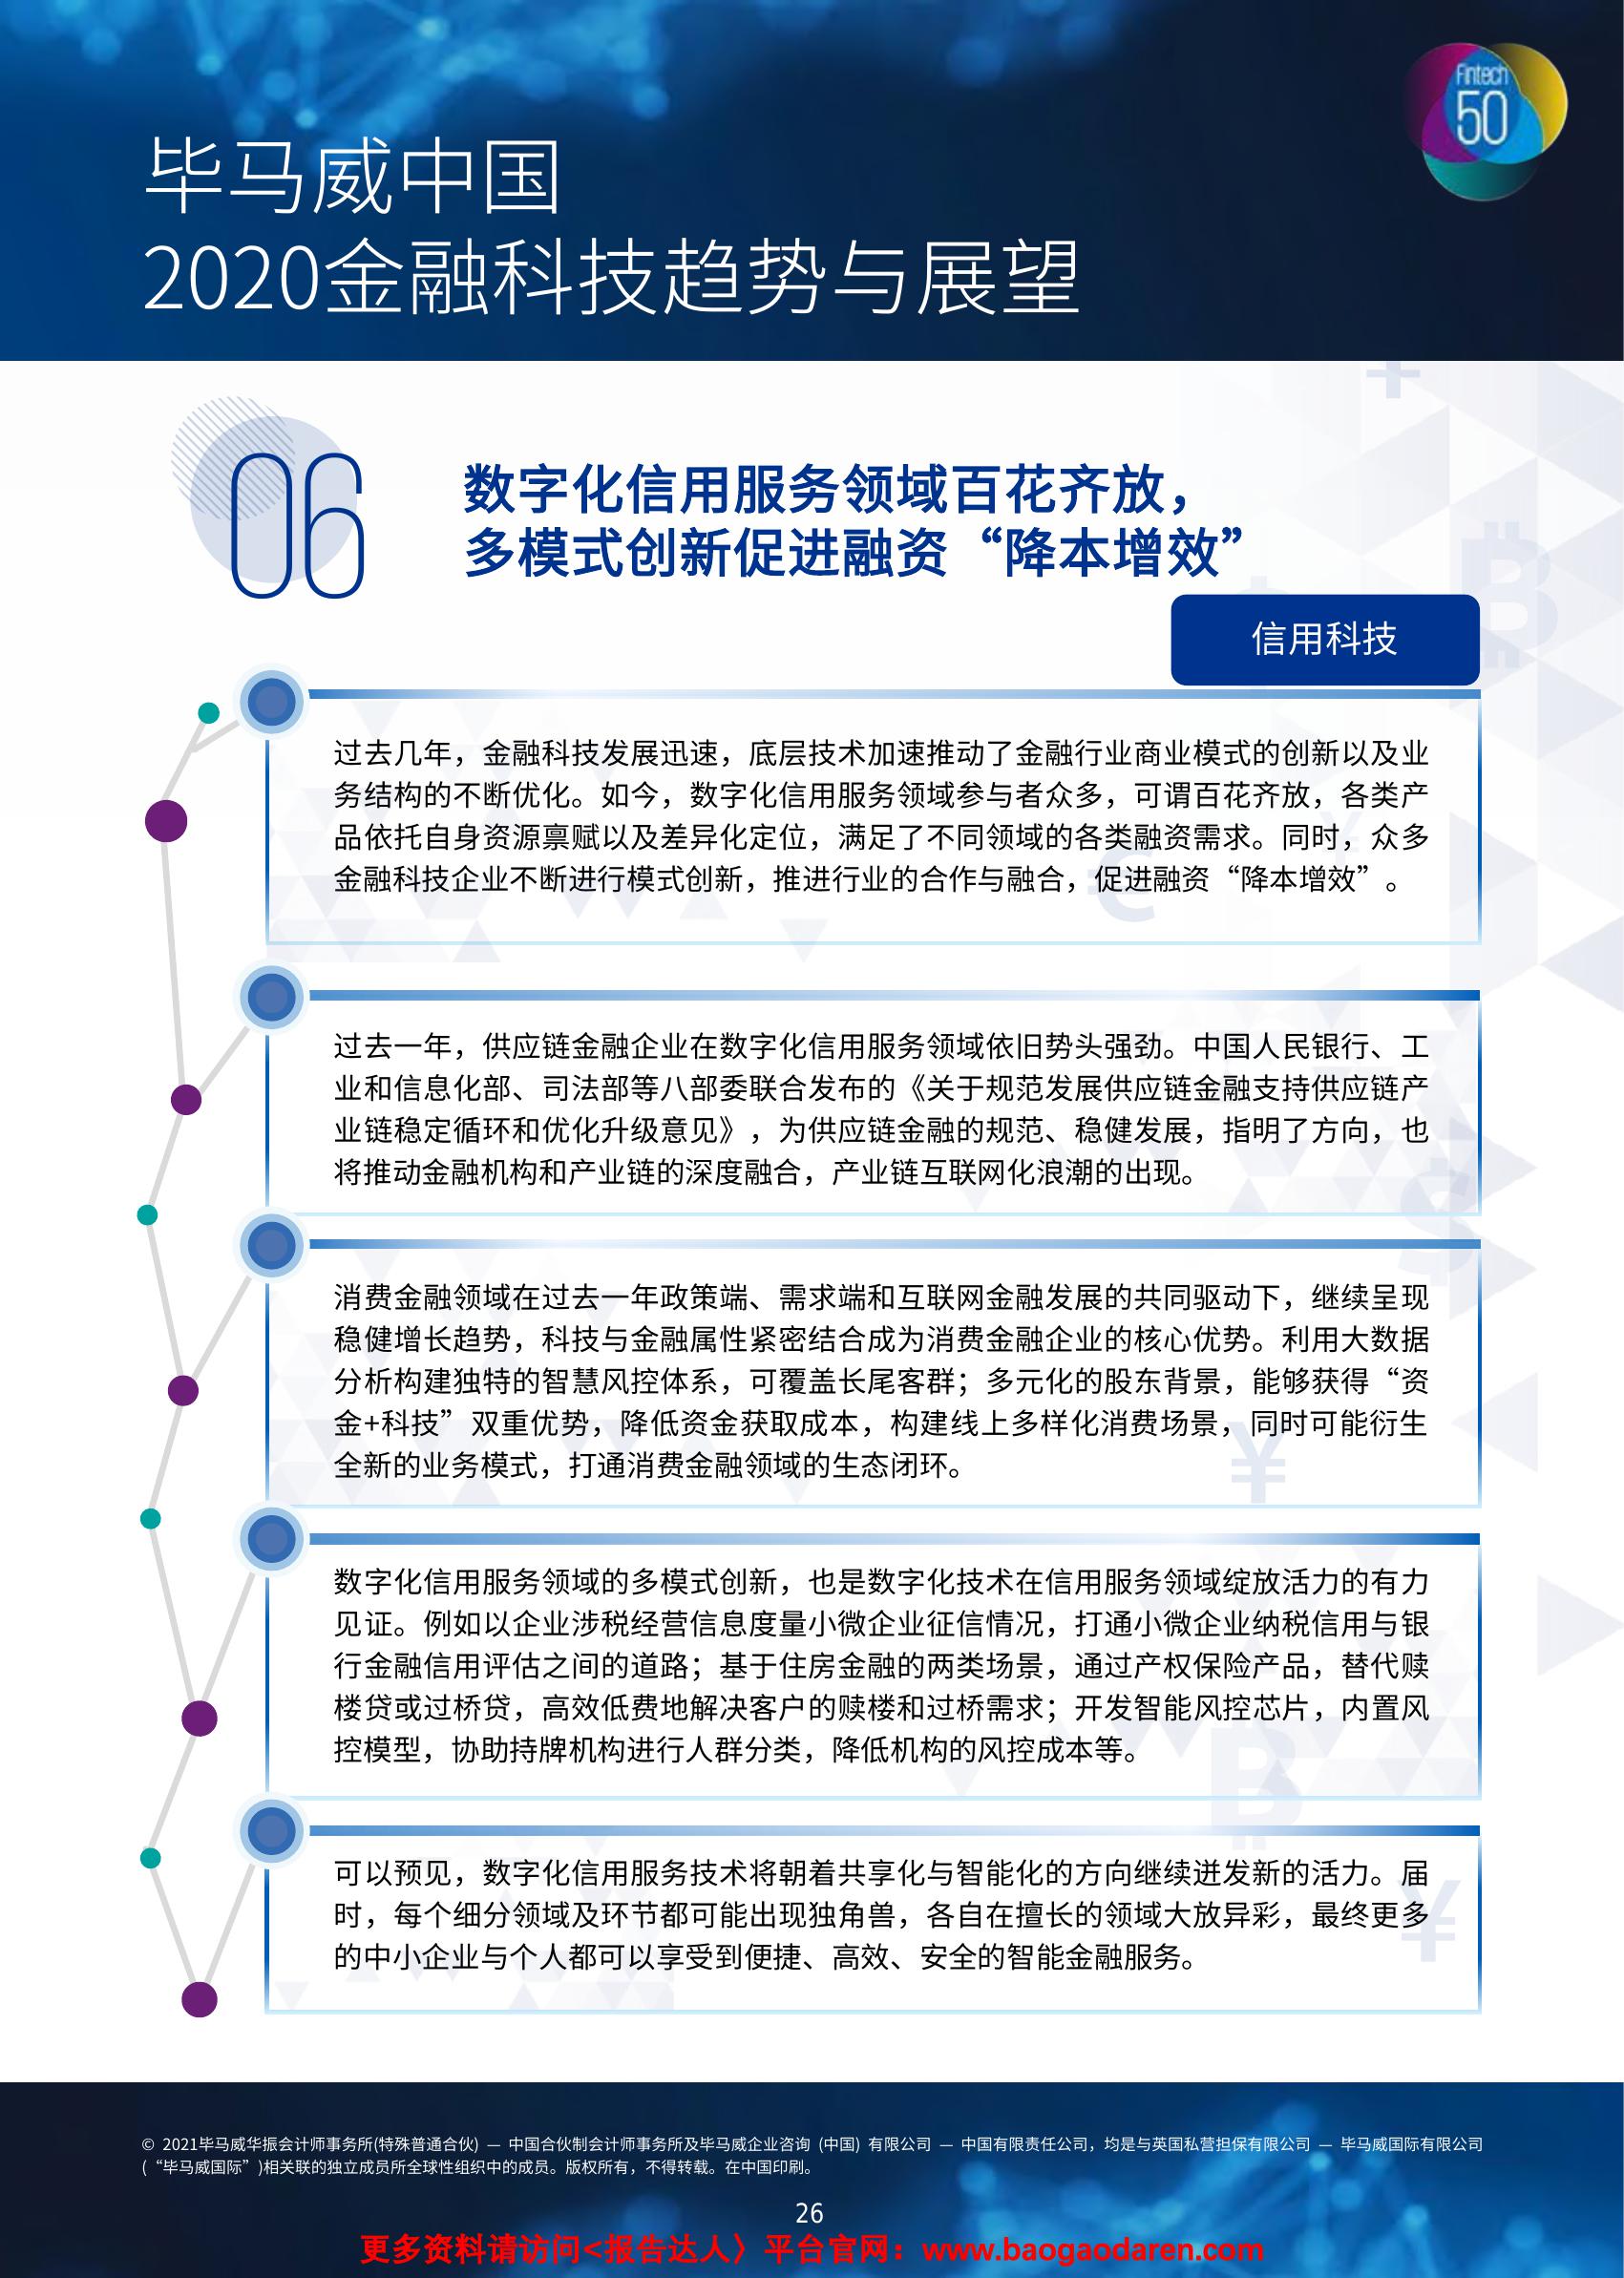 Fintech
50
毕马威中国
2020金融科技趋势与展望
06
数字化信用服务领域百花齐放，
多模式创新促进融资“降本增效”
信用科技
过去几年，金融科技发展迅速，底层技术加速推动了金融行业商业模式的创新以及业
务结构的不断优化。如今，数字化信用服务领域参与者众多，可谓百花齐放，各类产
品依托自身资源禀赋以及差异化定位，满足了不同领域的各类融资需求。同时，众多
金融科技企业不断进行模式创新，推进行业的合作与融合，促进融资“降本增效”。
过去一年，供应链金融企业在数字化信用服务领域依旧势头强劲。中国人民银行、工
业和信息化部、司法部等八部委联合发布的《关于规范发展供应链金融支持供应链产
业链稳定循环和优化升级意见》，为供应链金融的规范、稳健发展，指明了方向，也
将推动金融机构和产业链的深度融合，产业链互联网化浪潮的出现。
消费金融领域在过去一年政策端、需求端和互联网金融发展的共同驱动下，继续呈现
稳健增长趋势，科技与金融属性紧密结合成为消费金融企业的核心优势。利用大数据
分析构建独特的智慧风控体系，可覆盖长尾客群；多元化的股东背景，能够获得“资
金+科技”双重优势，降低资金获取成本，构建线上多样化消费场景，同时可能衍生
全新的业务模式，打通消费金融领域的生态闭环。
数字化信用服务领域的多模式创新，也是数字化技术在信用服务领域绽放活力的有力
见证。例如以企业涉税经营信息度量小微企业征信情况，打通小微企业纳税信用与银
行金融信用评估之间的道路；基于住房金融的两类场景，通过产权保险产品，替代赎
楼贷或过桥贷，高效低费地解决客户的赎楼和过桥需求；开发智能风控芯片，内置风
控模型，协助持牌机构进行人群分类，降低机构的风控成本等。
可以预见，数字化信用服务技术将朝着共享化与智能化的方向继续迸发新的活力。届
时，每个细分领域及环节都可能出现独角兽，各自在擅长的领域大放异彩，最终更多
的中小企业与个人都可以享受到便捷、高效、安全的智能金融服务。
© 2021毕马威华振会计师事务所(特殊普通合伙) — 中国合伙制会计师事务所及毕马威企业咨询 (中国) 有限公司 — 中国有限责任公司，均是与英国私营担保有限公司 — 毕马威国际有限公司
(“毕马威国际”)相关联的独立成员所全球性组织中的成员。版权所有，不得转载。在中国印刷。
26
更多资料请访问<报告达人〉平台官网：www.baogaodaren.com